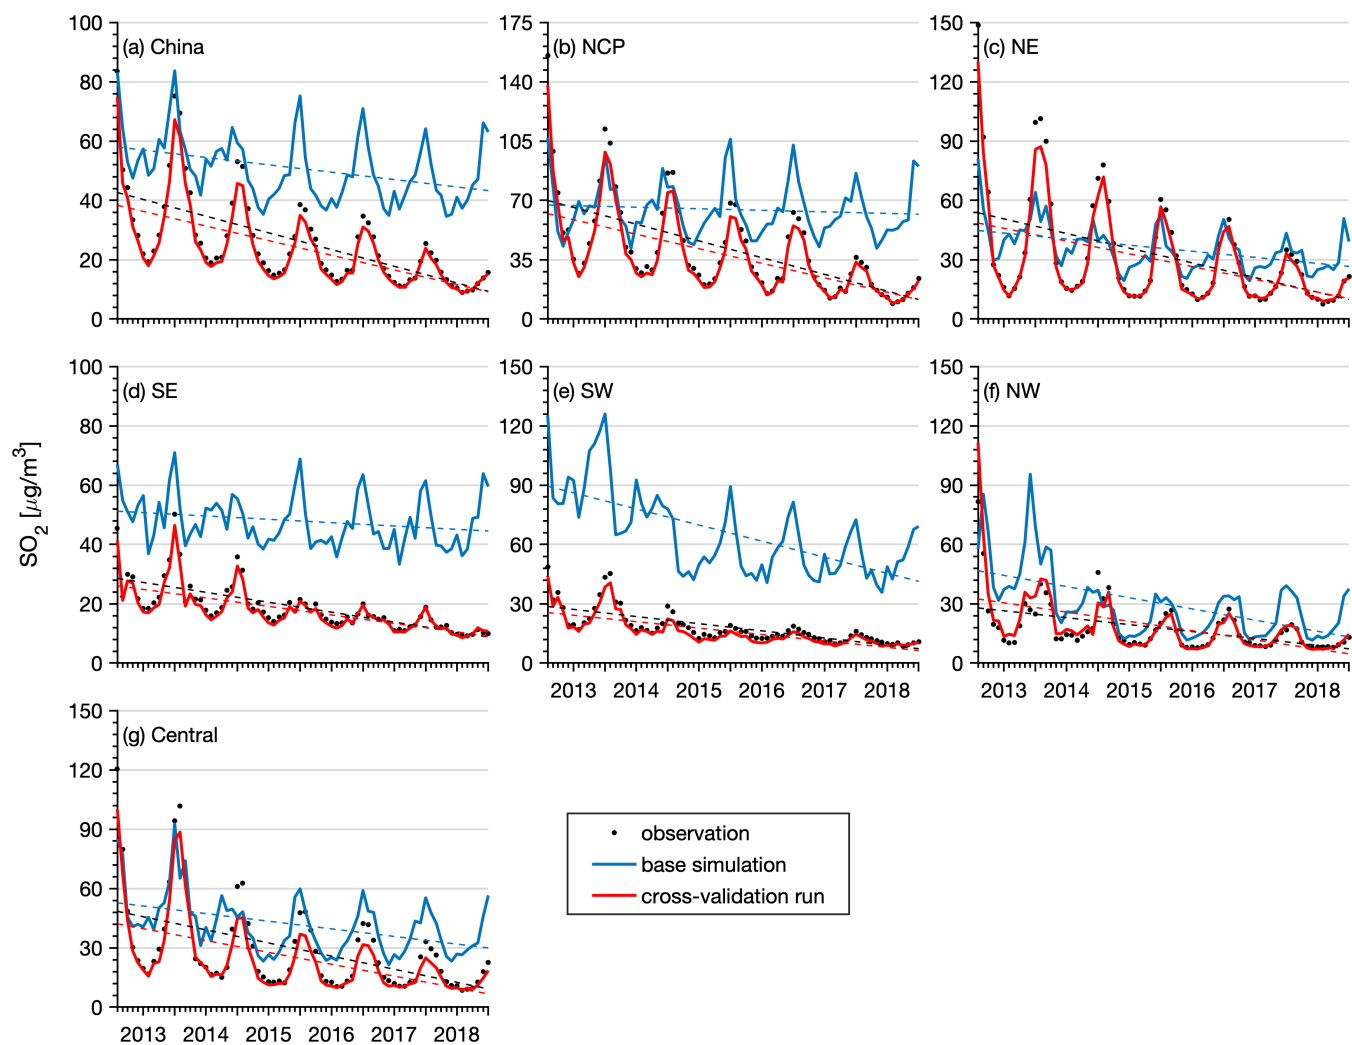 100 80 60 40 20 0 (a) China
175 140 105 70 35 0 (b) NCP
150 120 90 60 30 0 (c) NE
100 80 60 40 20 0 (d) SE
150 120 90 60 30 0 (e) SW
2013 2014 2015 2016 2017 2018
150 120 90 60 30 0 (f) NW
2013 2014 2015 2016 2017 2018
SO2 [μg/m3]
150 120 90 60 30 0 (g) Central
2013 2014 2015 2016 2017 2018
observation
base simulation
cross-validation run